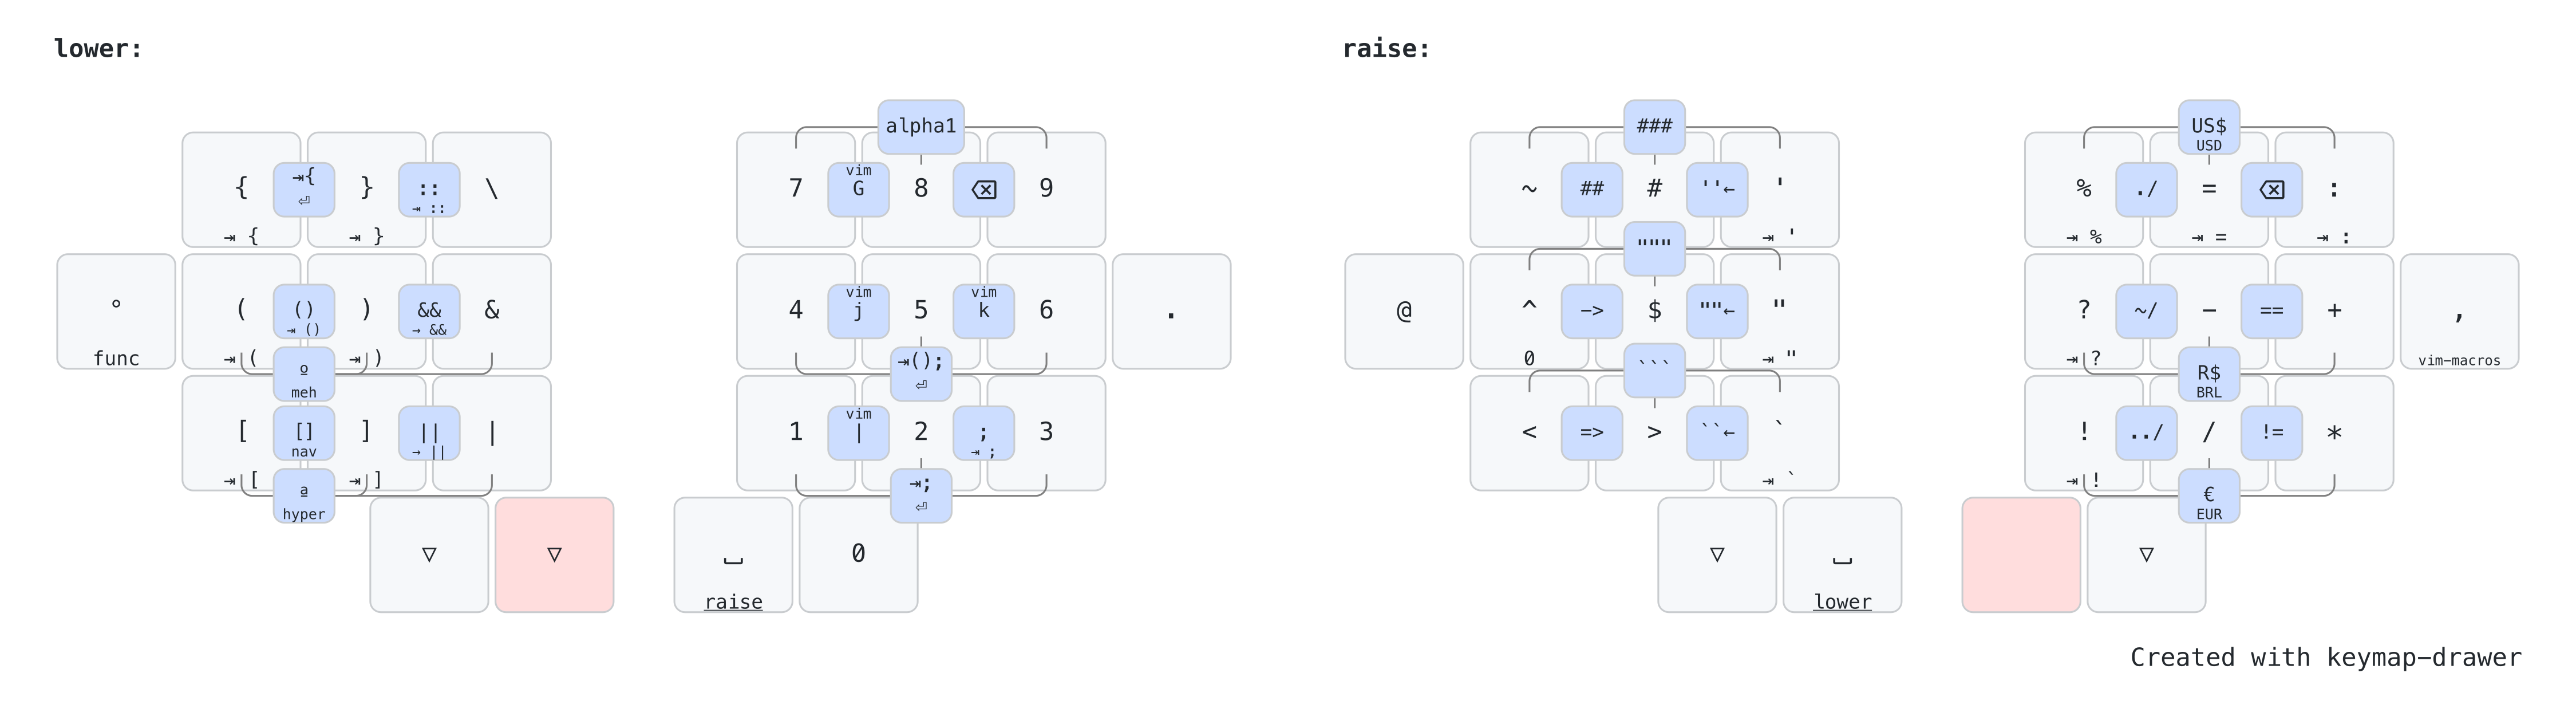 lower: raise:
alpha1 ### US$ USD
{ ⇥{ ⏎ } :: ⇥ :: \ 7 vim G 8 ⌫ 9 ~ ## # ''← ' % ./ = ⌫ :
⇥ { ⇥ } """ ⇥ ' ⇥ % ⇥ = ⇥ :
° ( () ⇥ () ) && → && & 4 vim j 5 vim k 6 . @ ^ -> $ ""← " ? ~/ − == + ,
func ⇥ ( ⇥ ) º meh ⇥(); ⏎ 0 ``` ⇥ " ⇥ ? R$ BRL vim-macros
[ [] nav ] || → || | 1 vim | 2 ; ⇥ ; 3 < => > ``← ` ! ../ / != *
⇥ [ ⇥ ] ª hyper ⇥; ⏎ ⇥ ` ⇥ ! € EUR
▽ ▽ ⎵ 0 ▽ ⎵ ▽
raise lower
Created with keymap-drawer